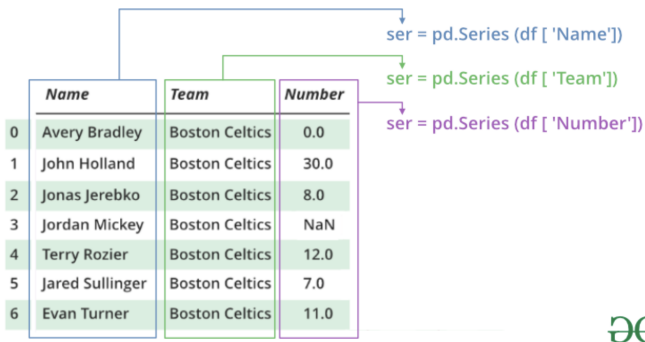 ser = pd.Series (df [ 'Name'])
ser = pd.Series (df [ 'Team'])
ser = pd.Series (df [ 'Number'])
Name Team Number
0 Avery Bradley Boston Celtics 0.0
1 John Holland Boston Celtics 30.0
2 Jonas Jerebko Boston Celtics 8.0
3 Jordan Mickey Boston Celtics NaN
4 Terry Rozier Boston Celtics 12.0
5 Jared Sullinger Boston Celtics 7.0
6 Evan Turner Boston Celtics 11.0